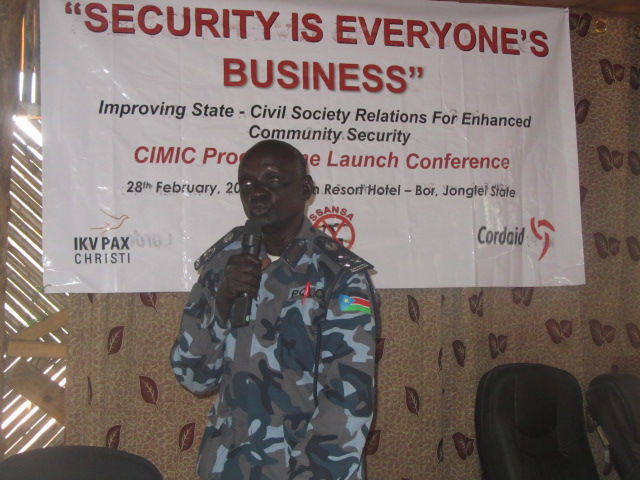 “SECURITY IS EVERYONE’S
BUSINESS”
Improving State - Civil Society Relations For Enhanced
Community Security
CIMIC Launch Conference
28th February, Resort Hotel – Bor, Jonglei State
SSANSA
IKV PAX
CHRISTI
Cordaid